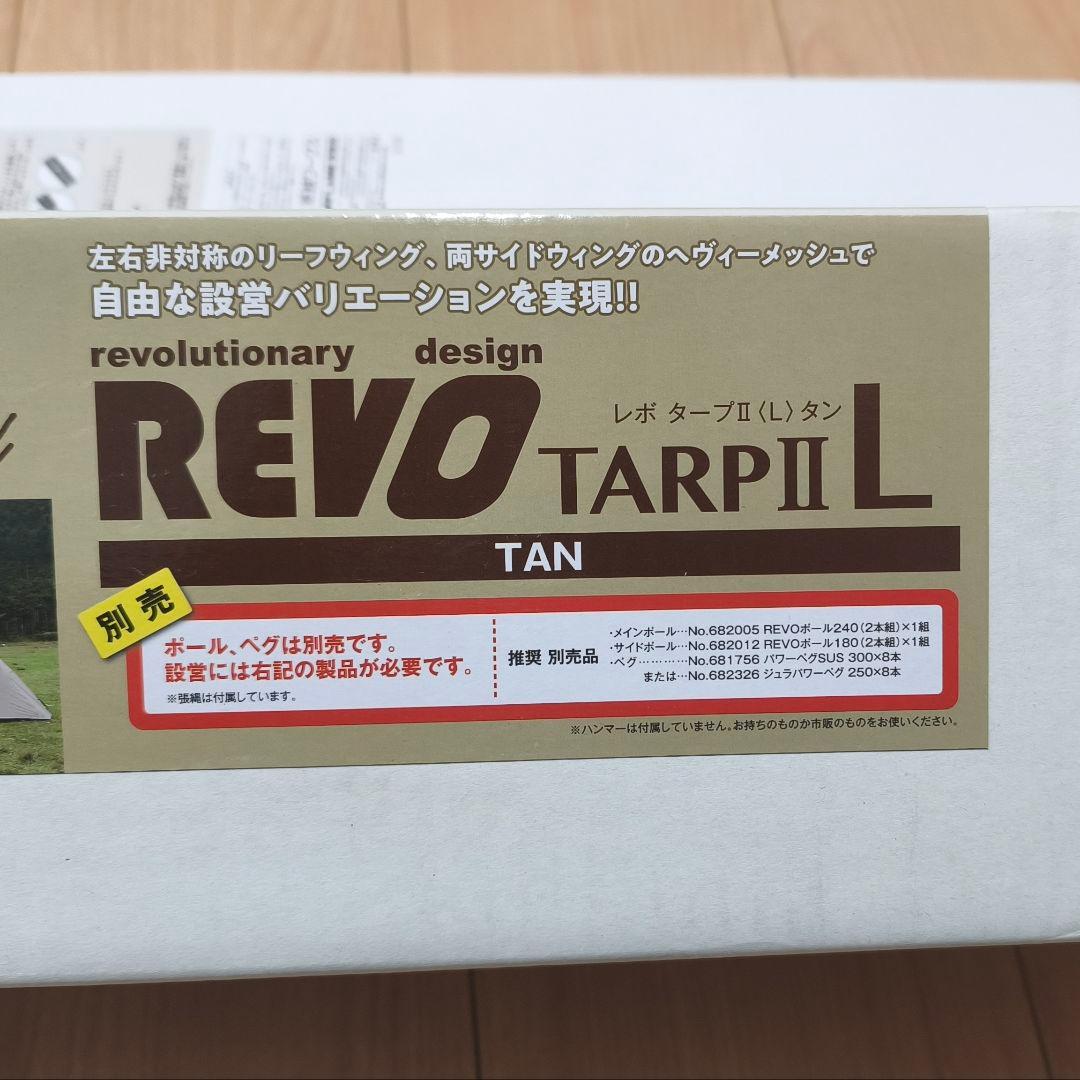 左右非対称のリーフウィング、両サイドウィングのヘヴィーメッシュで
自由な設営バリエーションを実現!!
revolutionary design
REVO TARPⅡ L
レボ タープⅡ〈L〉タン
TAN
別売
ポール、ペグは別売です。
設営には右記の製品が必要です。
※張縄は付属しています。
推奨 別売品
・メインポール…No.682005 REVOポール240(2本組)×1組
・サイドポール…No.682012 REVOポール180(2本組)×1組
・ペグ…………No.681756 パワーペグSUS 300×8本
または…No.682326 ジュラパワーペグ 250×8本
※ハンマーは付属していません。お持ちのものか市販のものをお使いください。